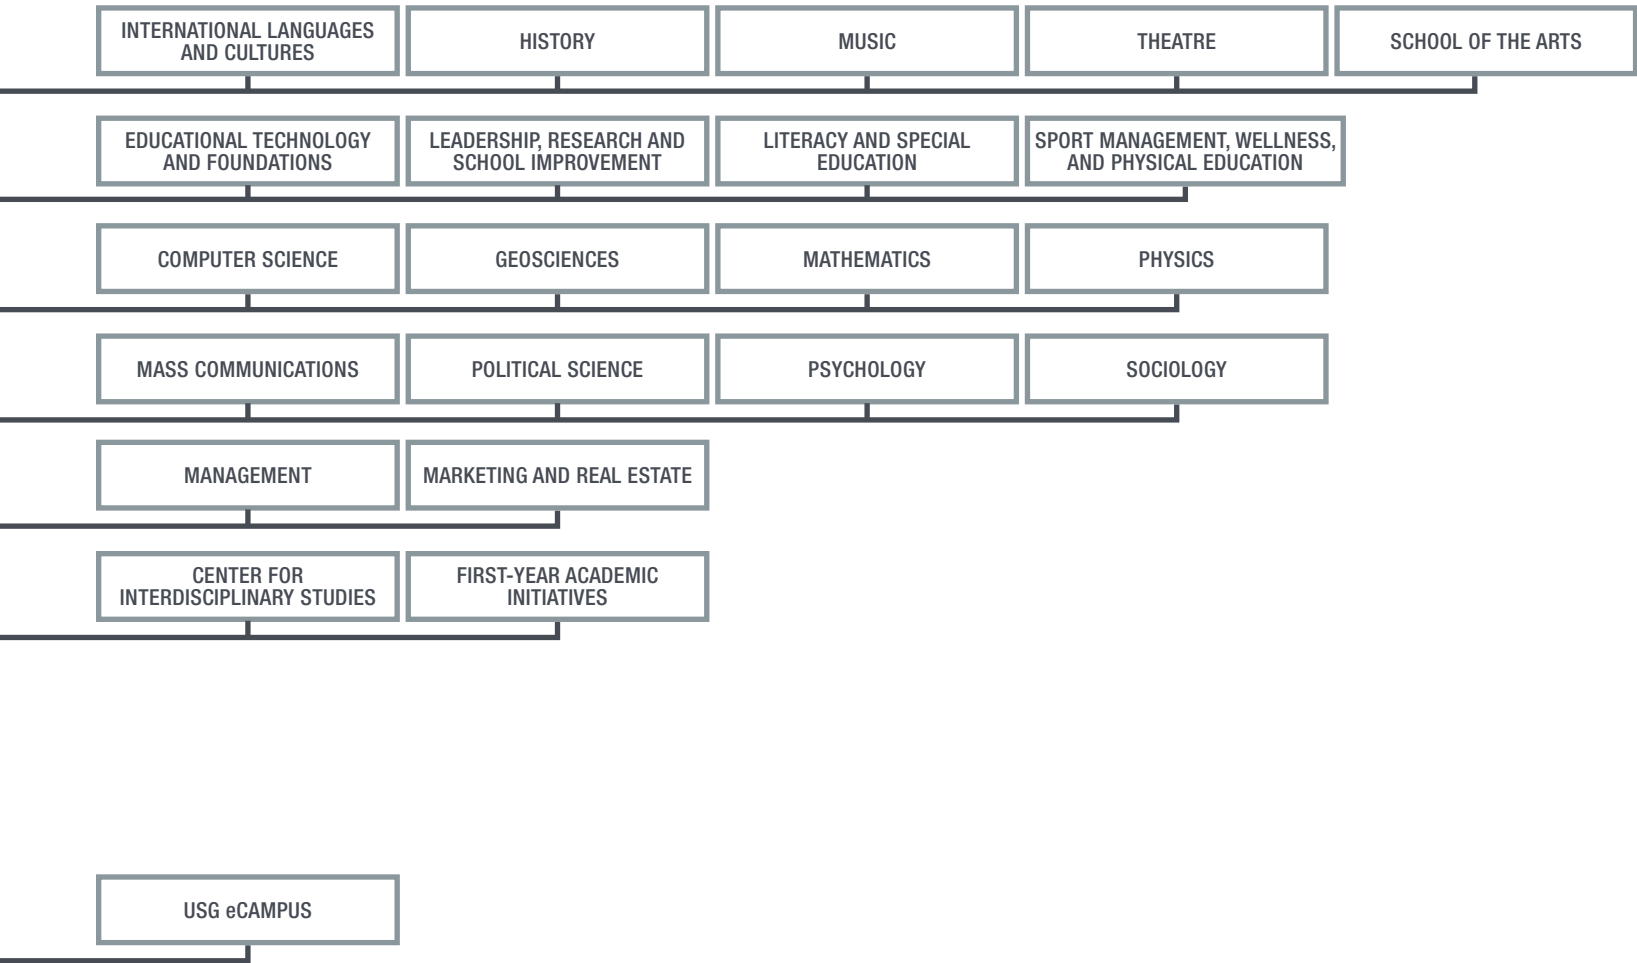 INTERNATIONAL LANGUAGES
AND CULTURES
HISTORY
MUSIC
THEATRE
SCHOOL OF THE ARTS
EDUCATIONAL TECHNOLOGY
AND FOUNDATIONS
LEADERSHIP, RESEARCH AND
SCHOOL IMPROVEMENT
LITERACY AND SPECIAL
EDUCATION
SPORT MANAGEMENT, WELLNESS,
AND PHYSICAL EDUCATION
COMPUTER SCIENCE
GEOSCIENCES
MATHEMATICS
PHYSICS
MASS COMMUNICATIONS
POLITICAL SCIENCE
PSYCHOLOGY
SOCIOLOGY
MANAGEMENT
MARKETING AND REAL ESTATE
CENTER FOR
INTERDISCIPLINARY STUDIES
FIRST-YEAR ACADEMIC
INITIATIVES
USG eCAMPUS